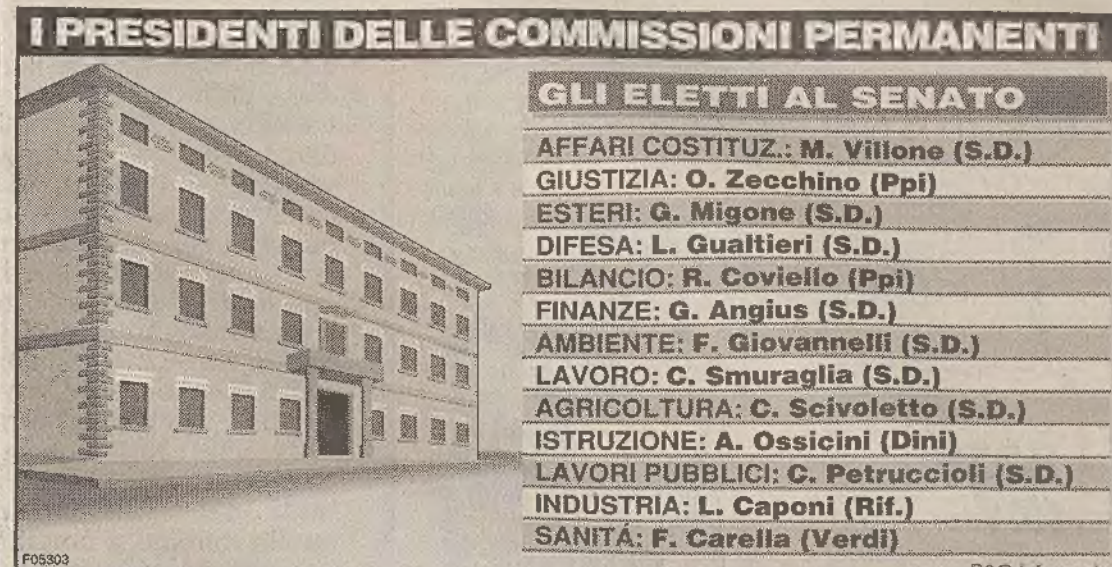 I PRESIDENTI DELLE COMMISSIONI PERMANENTI
GLI ELETTI AL SENATO
AFFARI COSTITUZ.: M. Villone (S.D.)
GIUSTIZIA: O. Zecchino (Ppi)
ESTERI: G. Migone (S.D.)
DIFESA: L. Gualtieri (S.D.)
BILANCIO: R. Coviello (Ppi)
FINANZE: G. Angius (S.D.)
AMBIENTE: F. Giovannelli (S.D.)
LAVORO: C. Smuraglia (S.D.)
AGRICOLTURA: C. Scivoletto (S.D.)
ISTRUZIONE: A. Ossicini (Dini)
LAVORI PUBBLICI: C. Petruccioli (S.D.)
INDUSTRIA: L. Caponi (Rif.)
SANITÁ: F. Carella (Verdi)
F05303